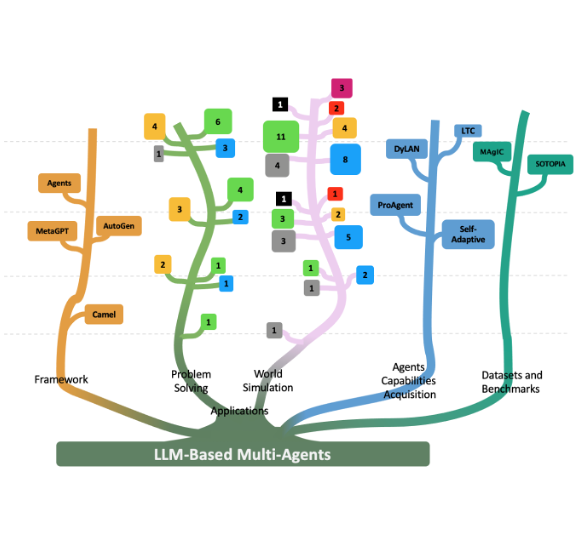 3
1
2
4
6
4
11
3
LTC
DyLAN
MAgIC
1
4
8
SOTOPIA
Agents
4
1
1
3
ProAgent
3
2
2
MetaGPT
AutoGen
3
5
Self-
Adaptive
2
1
1
2
1
1
Camel
1
1
Framework
Problem
Solving
World
Simulation
Agents
Capabilities
Acquisition
Datasets and
Benchmarks
Applications
LLM-Based Multi-Agents